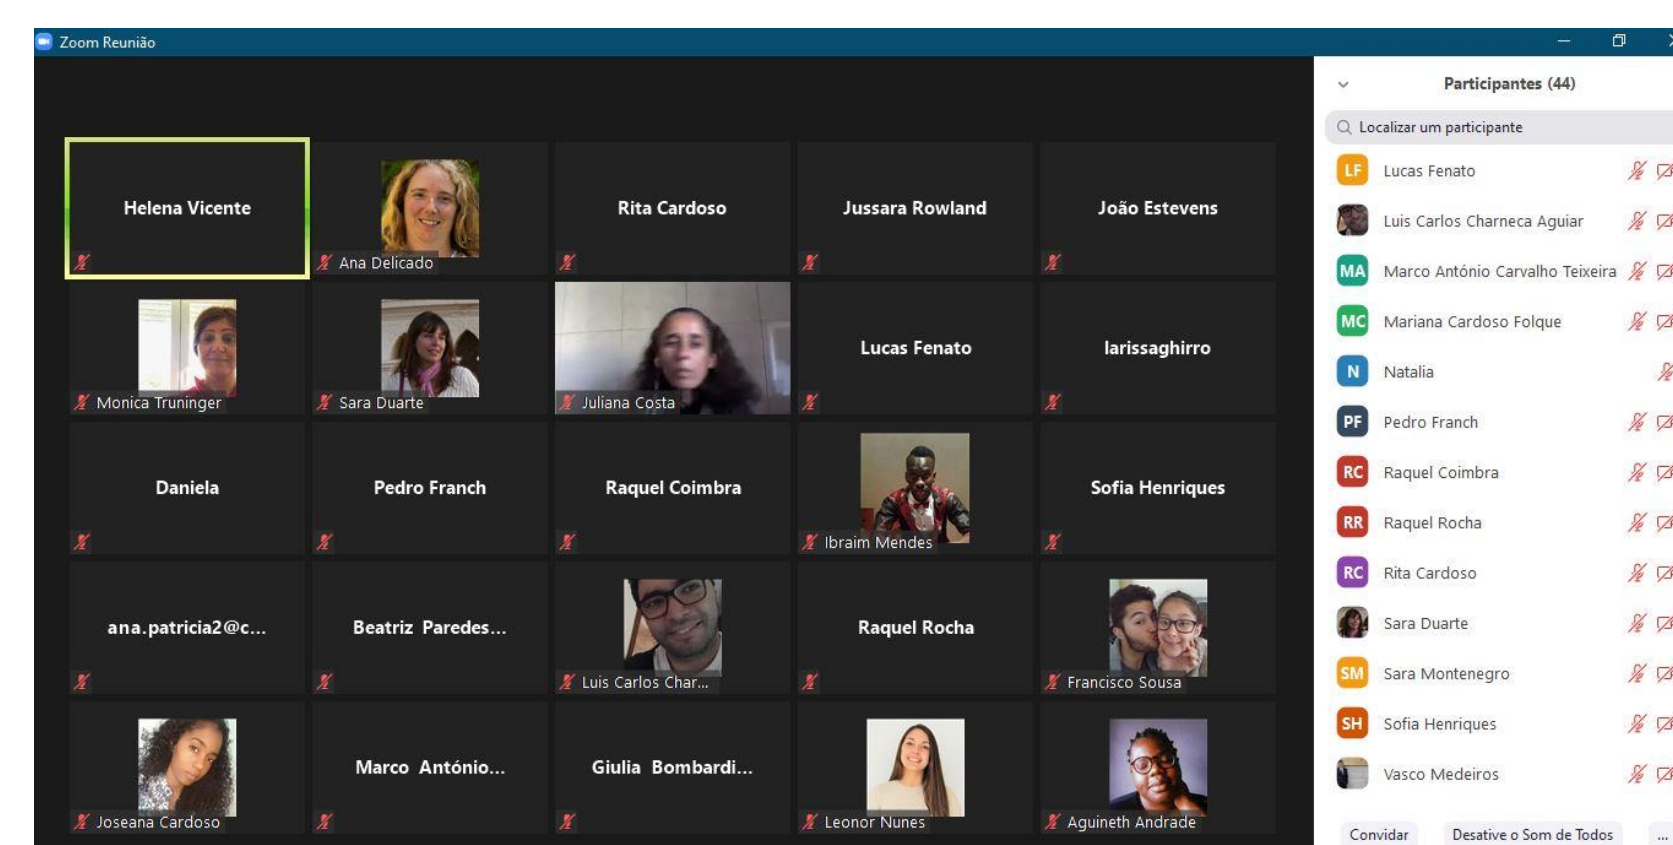 Zoom Reunião
Helena Vicente
Ana Delicado
Rita Cardoso
Jussara Rowland
João Estevens
Monica Truninger
Sara Duarte
Juliana Costa
Lucas Fenato
larissaghirro
Daniela
Pedro Franch
Raquel Coimbra
Ibraim Mendes
Sofia Henriques
ana.patricia2@c...
Beatriz Paredes...
Luis Carlos Char...
Raquel Rocha
Francisco Sousa
Joseana Cardoso
Marco António...
Giulia Bombardi...
Leonor Nunes
Aguineth Andrade
Participantes (44)
Localizar um participante
LF Lucas Fenato
Luis Carlos Charneca Aguiar
MA Marco António Carvalho Teixeira
MC Mariana Cardoso Folque
N Natalia
PF Pedro Franch
RC Raquel Coimbra
RR Raquel Rocha
RC Rita Cardoso
Sara Duarte
SM Sara Montenegro
SH Sofia Henriques
Vasco Medeiros
Convidar Desative o Som de Todos ...